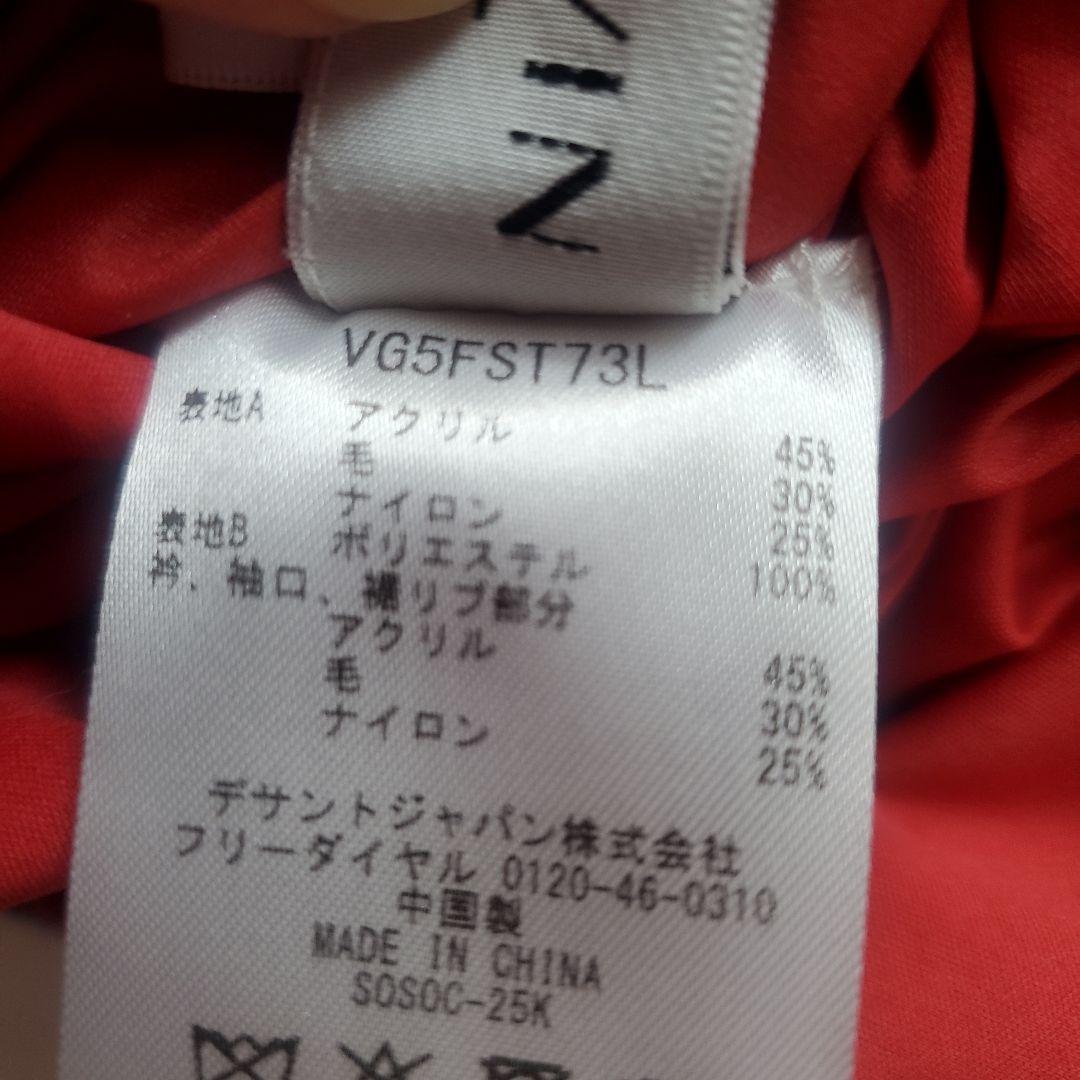 VIN
VG5FST73L
表地A アクリル 45%
毛 30%
ナイロン 25%
表地B ポリエステル 100%
衿、袖口、裾リブ部分
アクリル 45%
毛 30%
ナイロン 25%
デサントジャパン株式会社
フリーダイヤル 0120-46-0310
中国製
MADE IN CHINA
SOSOC-25K